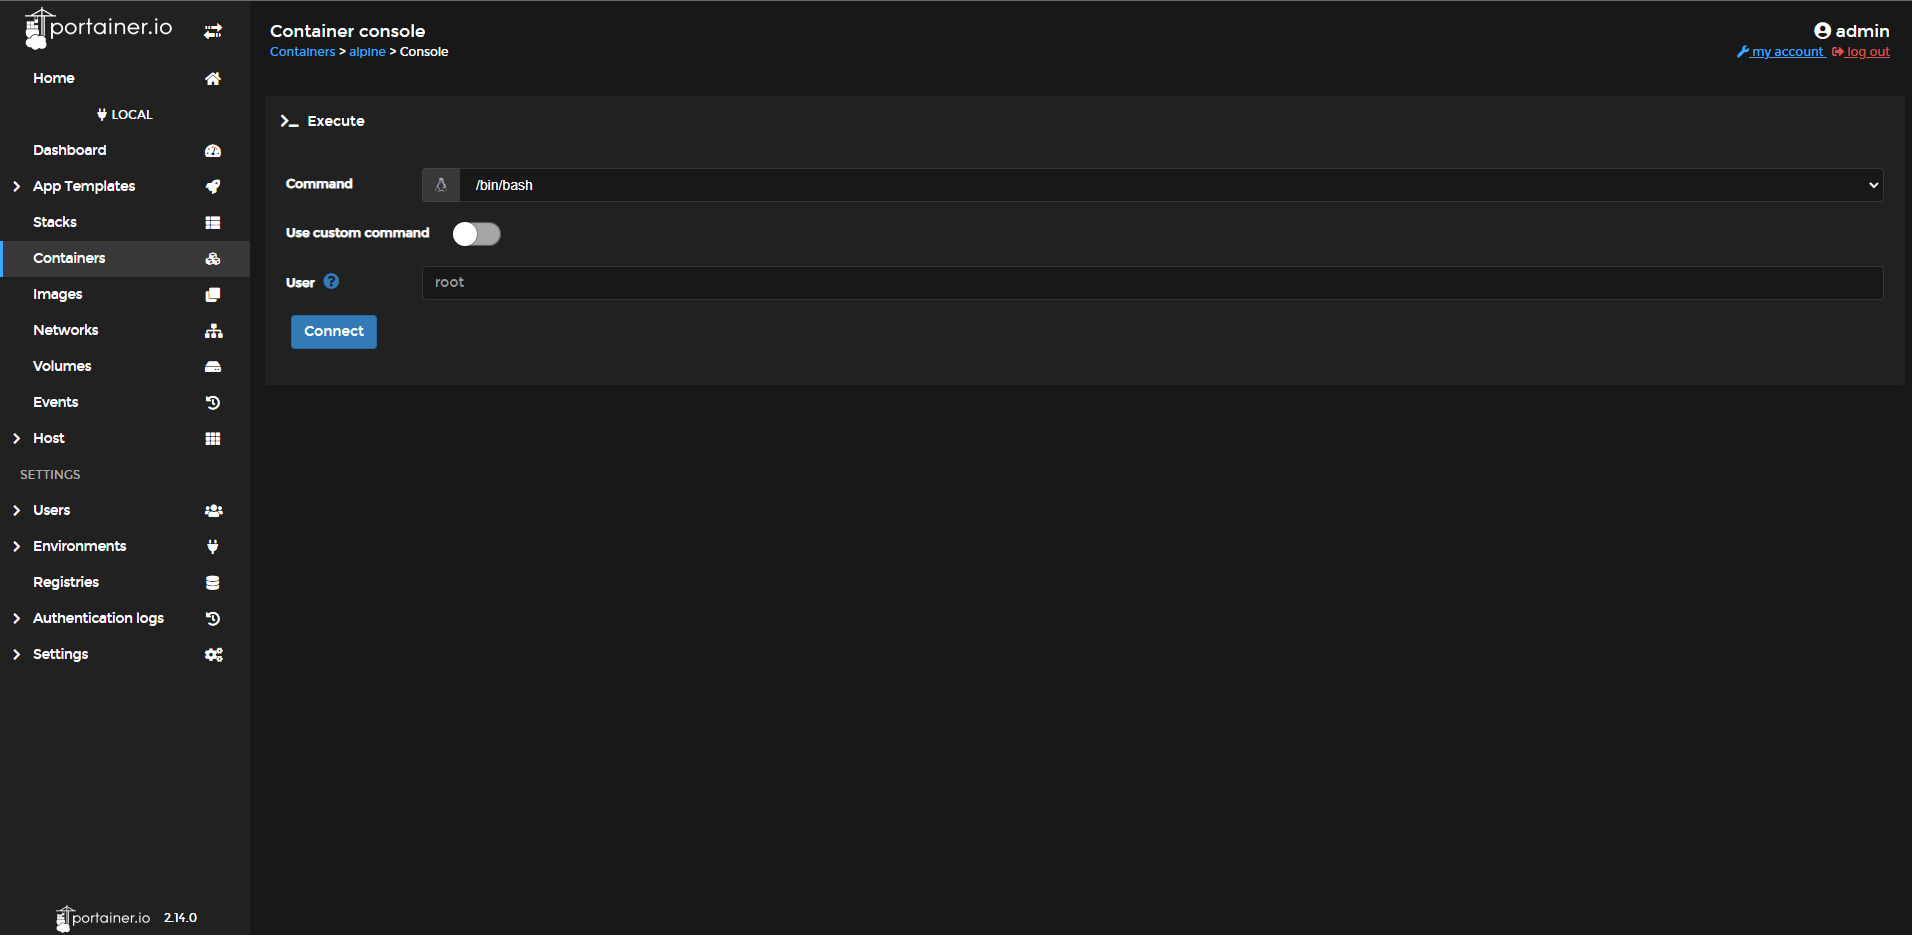 portainer.io
Home
LOCAL
Dashboard
App Templates
Stacks
Containers
Images
Networks
Volumes
Events
Host
SETTINGS
Users
Environments
Registries
Authentication logs
Settings
portainer.io 2.14.0
Container console
Containers > alpine > Console
admin
my account log out
>_ Execute
Command /bin/bash
Use custom command
User ? root
Connect